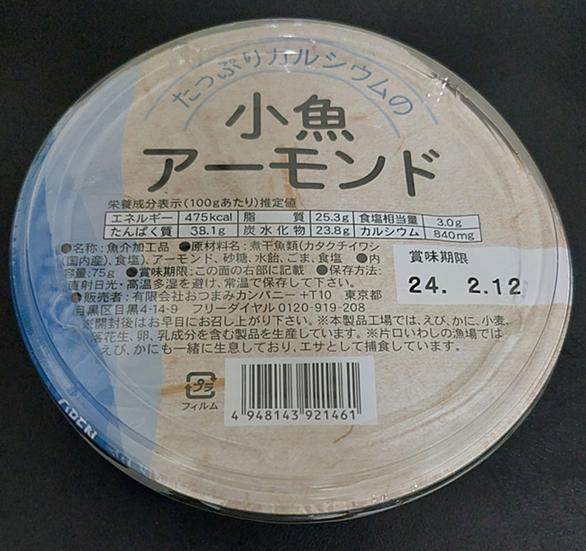 たっぷりカルシウムの
小魚
アーモンド
栄養成分表示(100gあたり)推定値
エネルギー 475kcal 脂質 25.3g 食塩相当量 3.0g
たんぱく質 38.1g 炭水化物 23.8g カルシウム 840mg
●名称:魚介加工品 ●原材料名:煮干魚類(カタクチイワシ
(国内産)、食塩)、アーモンド、砂糖、水飴、ごま、食塩 ●内
容量:75g ●賞味期限:この面の右部に記載 ●保存方法:
直射日光・高温多湿を避け、常温で保存して下さい。
●販売者:有限会社おつまみカンパニー+T10 東京都
目黒区目黒4-14-9 フリーダイヤル 0120-919-208
※開封後はお早目にお召し上がり下さい。※本製品工場では、えび、かに、小麦、
落花生、卵、乳成分を含む製品を生産しています。※片口いわしの漁場では
えび、かにも一緒に生息しており、エサとして捕食しています。
賞味期限
24. 2.12
プラ
フィルム
4 948143 921461
OPEN